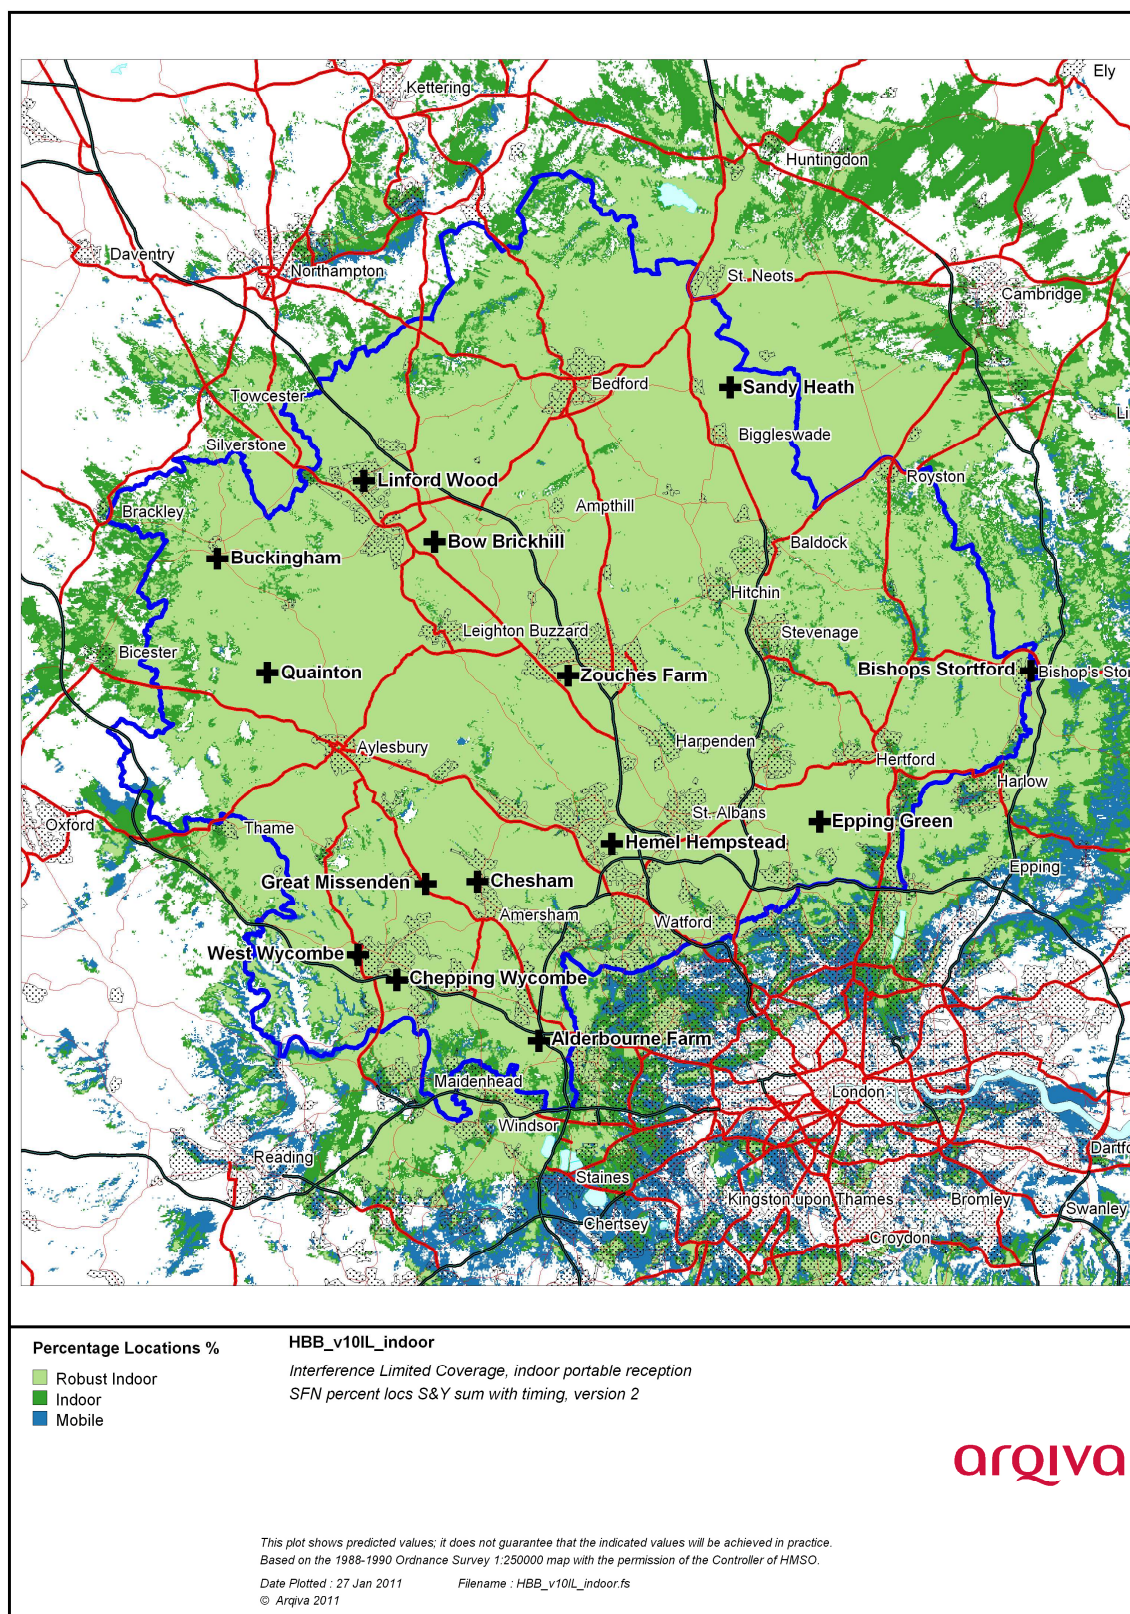 Ely
Kettering
Huntingdon
Daventry
Northampton
St. Neots
Cambridge
Bedford
Sandy Heath
Towcester
Biggleswade
Silverstone
Linford Wood
Royston
Brackley
Ampthill
Bow Brickhill
Baldock
Buckingham
Hitchin
Leighton Buzzard
Stevenage
Bicester
Quainton
Zouches Farm
Bishops Stortford
Bishop's Stor
Harpenden
Aylesbury
Hertford
Harlow
Oxford
Thame
St. Albans
Epping Green
Hemel Hempstead
Epping
Great Missenden
Chesham
Amersham
Watford
West Wycombe
Chepping Wycombe
Alderbourne Farm
Maidenhead
London
Windsor
Reading
Dartfo
Staines
Kingston upon Thames
Bromley
Swanley
Chertsey
Croydon
Percentage Locations %
Robust Indoor
Indoor
Mobile
HBB_v10IL_indoor
Interference Limited Coverage, indoor portable reception
SFN percent locs S&Y sum with timing, version 2
arqiva
This plot shows predicted values; it does not guarantee that the indicated values will be achieved in practice.
Based on the 1988-1990 Ordnance Survey 1:250000 map with the permission of the Controller of HMSO.
Date Plotted : 27 Jan 2011 Filename : HBB_v10IL_indoor.fs
© Arqiva 2011